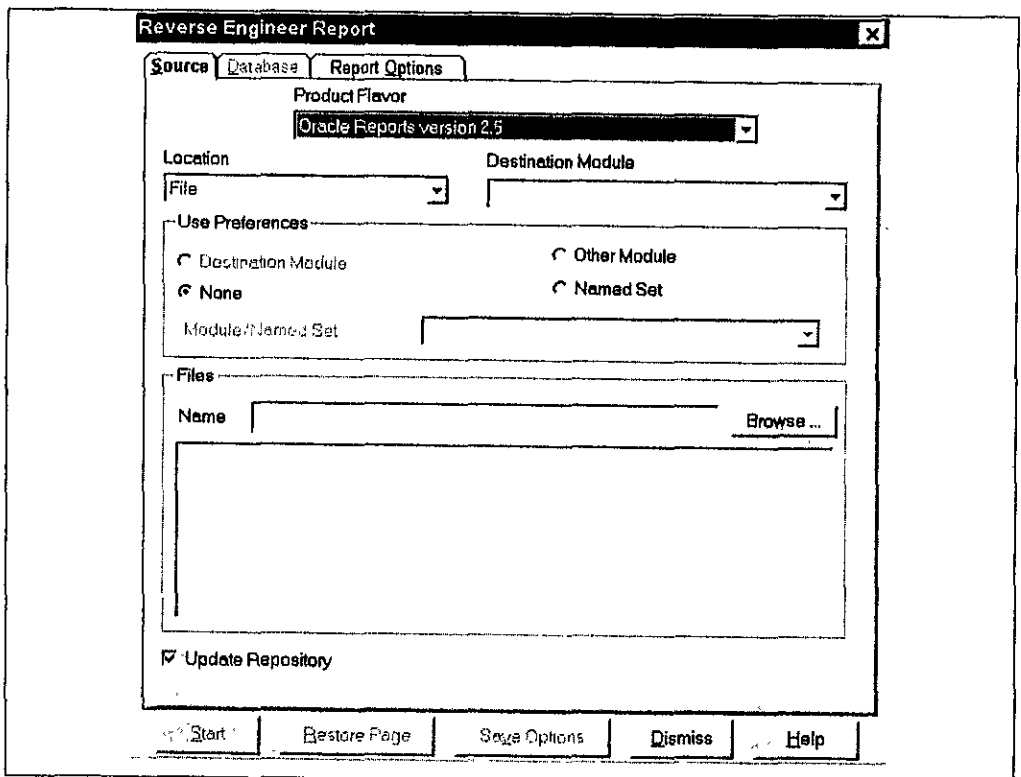 Reverse Engineer Report
Source Database Report Options
Product Flavor
Oracle Reports version 2.5
Location Destination Module
File
Use Preferences
Destination Module Other Module
None Named Set
Module/Named Set
Files
Name Browse ...
Update Repository
Start Restore Page Save Options Dismiss Help